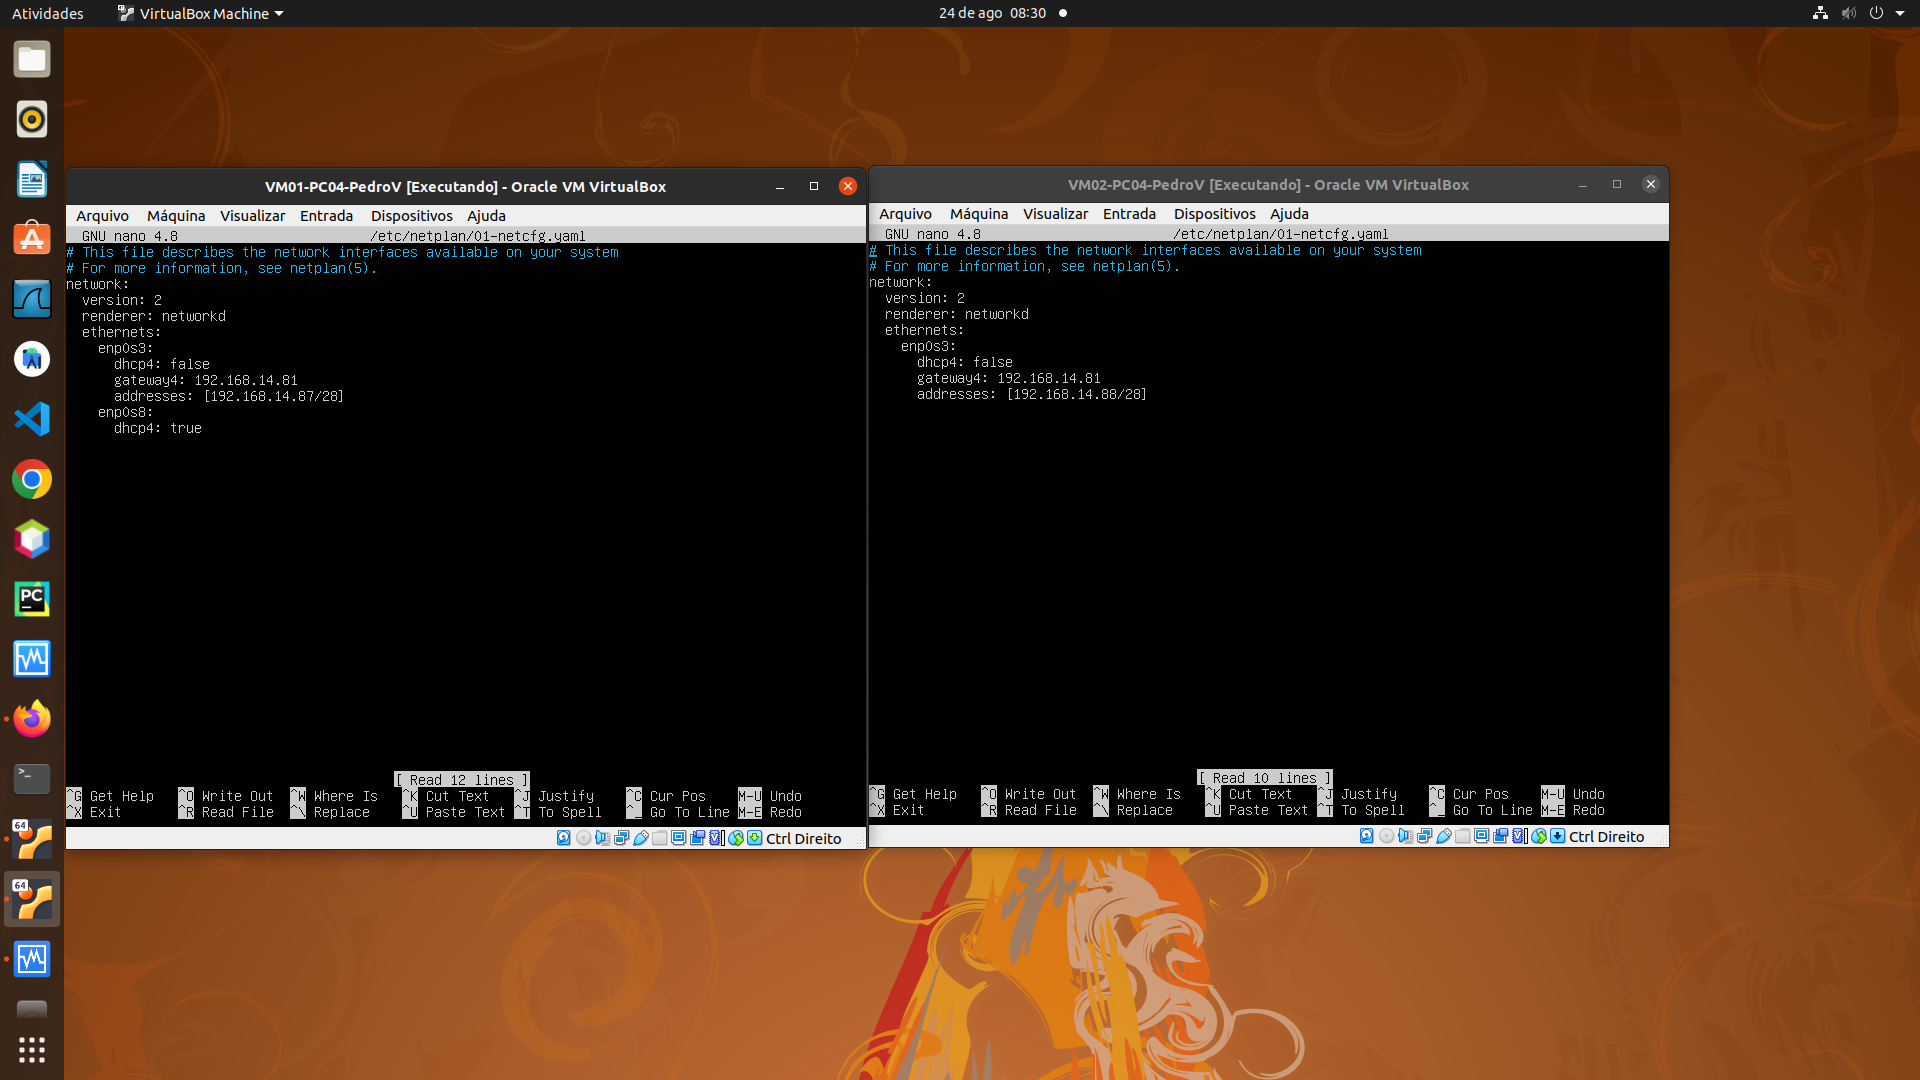 Atividades
VirtualBox Machine
24 de ago 08:30
VM01-PC04-PedroV [Executando] - Oracle VM VirtualBox
Arquivo Máquina Visualizar Entrada Dispositivos Ajuda
GNU nano 4.8 /etc/netplan/01-netcfg.yaml
# This file describes the network interfaces available on your system
# For more information, see netplan(5).
network:
  version: 2
  renderer: networkd
  ethernets:
    enp0s3:
      dhcp4: false
      gateway4: 192.168.14.81
      addresses: [192.168.14.87/28]
    enp0s8:
      dhcp4: true
[ Read 12 lines ]
^G Get Help ^O Write Out ^W Where Is ^K Cut Text ^J Justify ^C Cur Pos M-U Undo
^X Exit ^R Read File ^\ Replace ^U Paste Text ^T To Spell ^_ Go To Line M-E Redo
Ctrl Direito
VM02-PC04-PedroV [Executando] - Oracle VM VirtualBox
Arquivo Máquina Visualizar Entrada Dispositivos Ajuda
GNU nano 4.8 /etc/netplan/01-netcfg.yaml
# This file describes the network interfaces available on your system
# For more information, see netplan(5).
network:
  version: 2
  renderer: networkd
  ethernets:
    enp0s3:
      dhcp4: false
      gateway4: 192.168.14.81
      addresses: [192.168.14.88/28]
[ Read 10 lines ]
^G Get Help ^O Write Out ^W Where Is ^K Cut Text ^J Justify ^C Cur Pos M-U Undo
^X Exit ^R Read File ^\ Replace ^U Paste Text ^T To Spell ^_ Go To Line M-E Redo
Ctrl Direito
PC
64
64